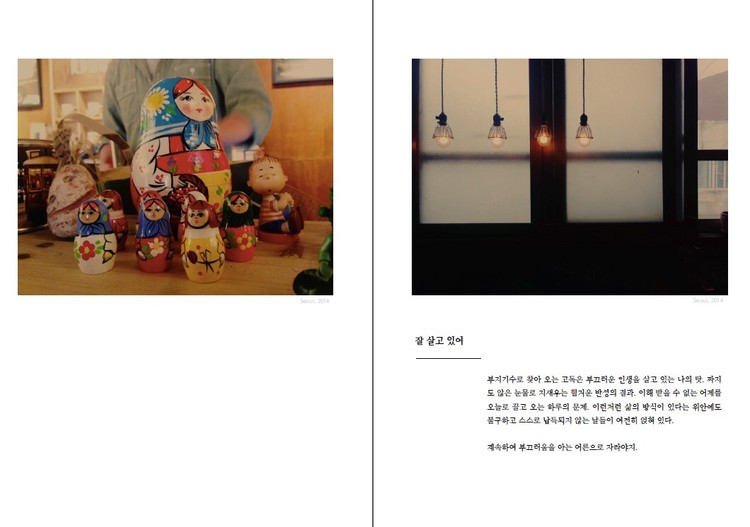 Seoul, 2014
Seoul, 2014
잘 살고 있어
부지기수로 찾아 오는 고독은 부끄러운 인생을 살고 있는 나의 탓. 짜지
도 않은 눈물로 지새우는 힘겨운 반성의 결과. 이해 받을 수 없는 어제를
오늘로 끌고 오는 하루의 문제. 이런저런 삶의 방식이 있다는 위안에도
불구하고 스스로 납득되지 않는 날들이 여전히 얹혀 있다.
계속하여 부끄러움을 아는 어른으로 자라야지.